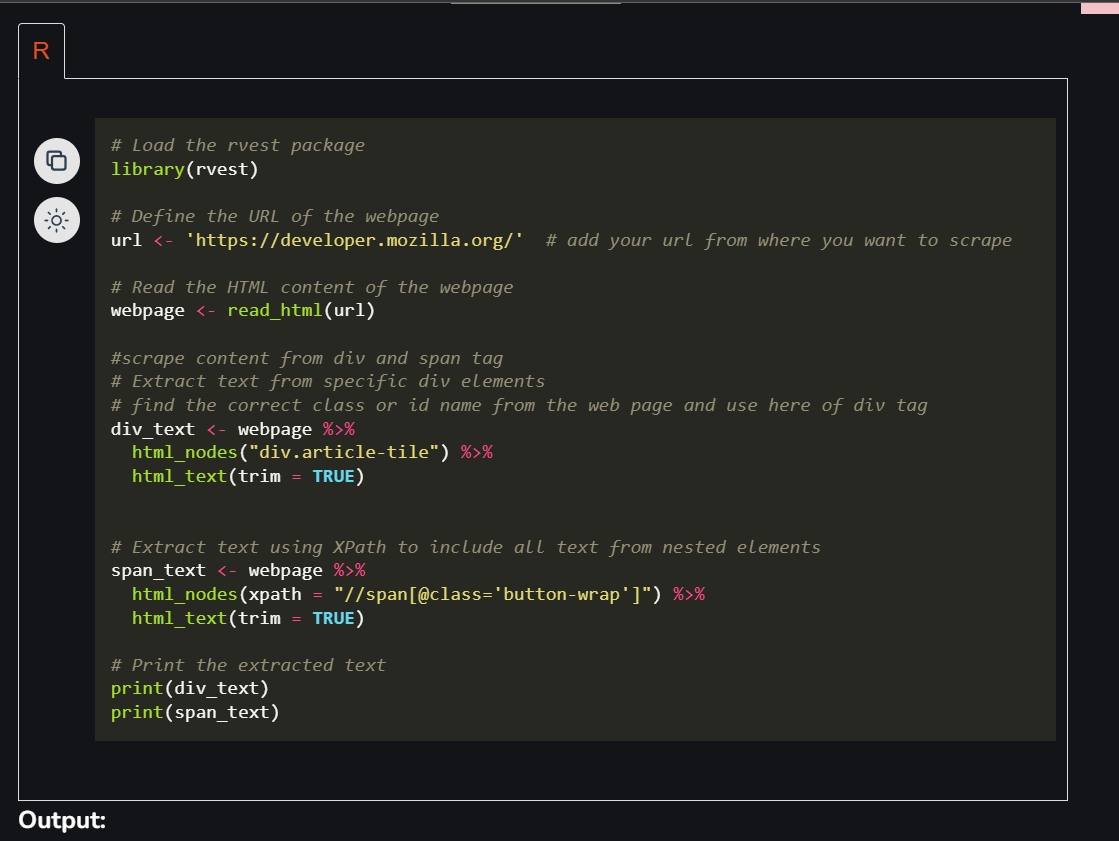 R
# Load the rvest package
library(rvest)
# Define the URL of the webpage
url <- 'https://developer.mozilla.org/'  # add your url from where you want to scrape
# Read the HTML content of the webpage
webpage <- read_html(url)
#scrape content from div and span tag
# Extract text from specific div elements
# find the correct class or id name from the web page and use here of div tag
div_text <- webpage %>%
  html_nodes("div.article-tile") %>%
  html_text(trim = TRUE)
# Extract text using XPath to include all text from nested elements
span_text <- webpage %>%
  html_nodes(xpath = "//span[@class='button-wrap']") %>%
  html_text(trim = TRUE)
# Print the extracted text
print(div_text)
print(span_text)
Output: